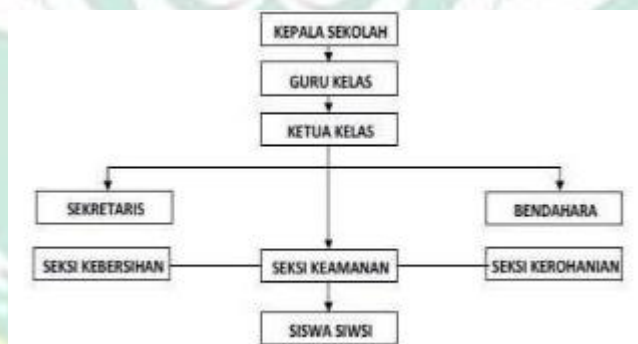 KEPALA SEKOLAH
GURU KELAS
KETUA KELAS
SEKRETARIS
BENDAHARA
SEKSI KEBERSIHAN
SEKSI KEAMANAN
SEKSI KEROHANIAN
SISWA SIWSI